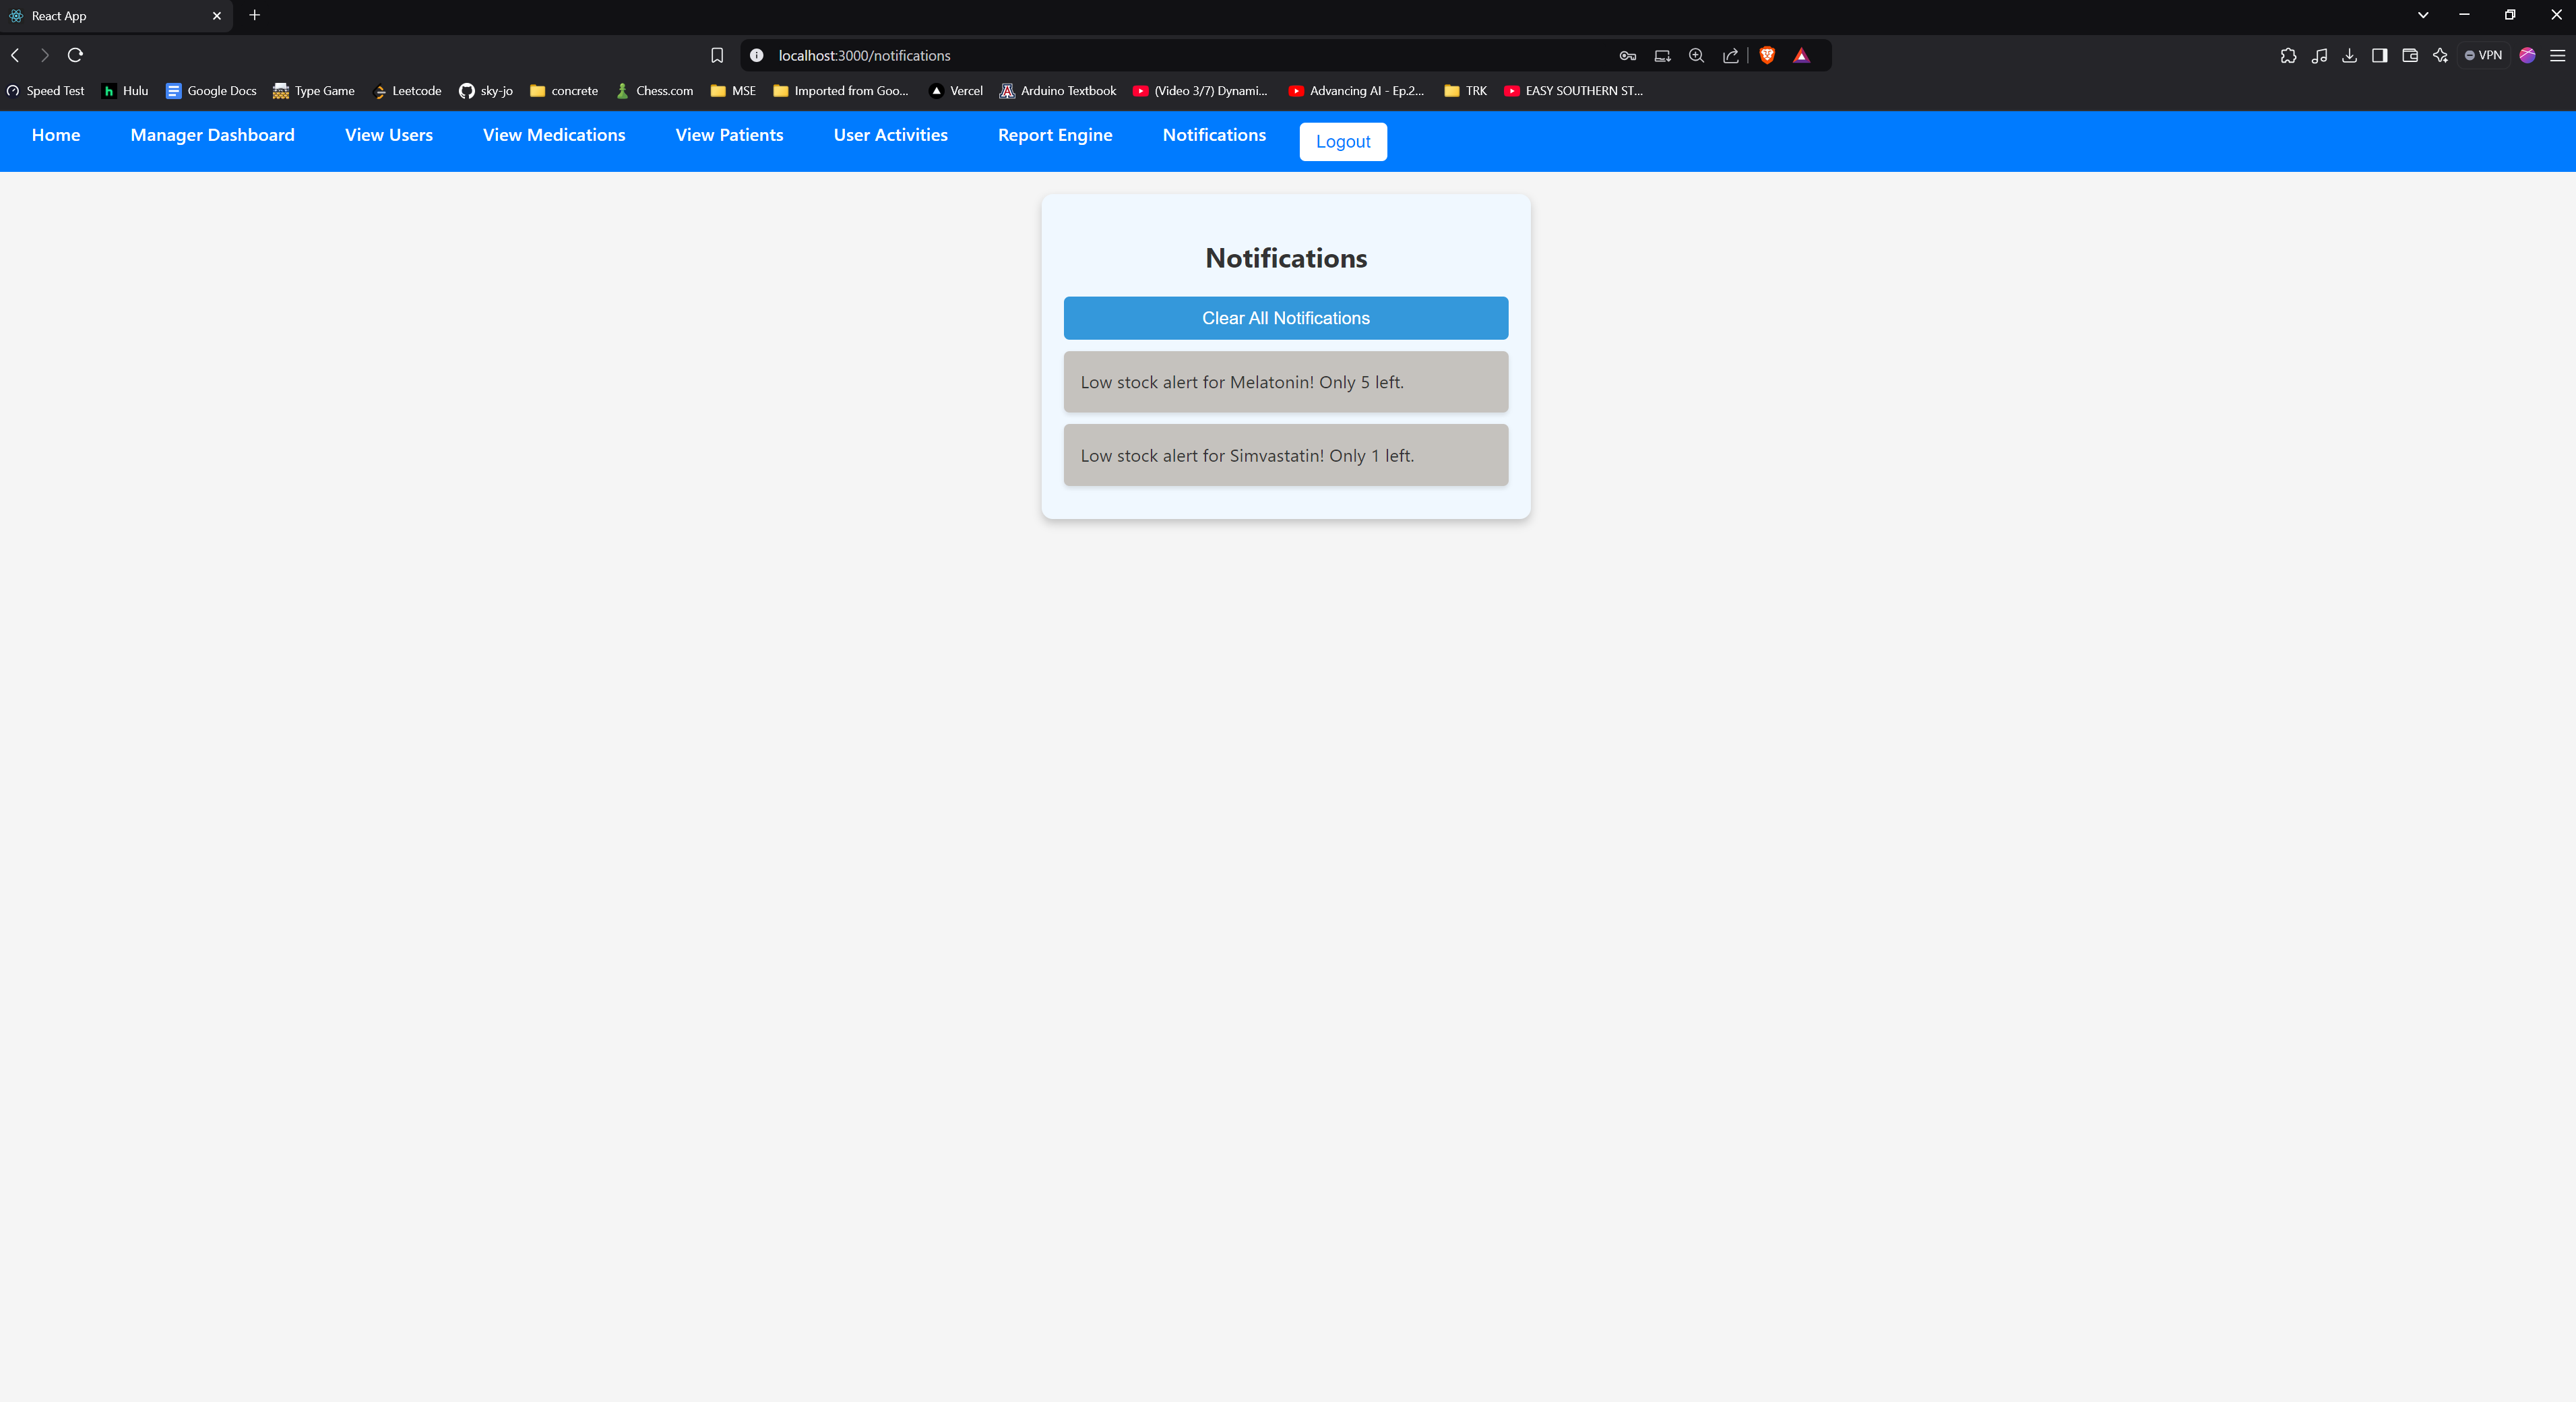 React App
localhost:3000/notifications
VPN
Speed Test Hulu Google Docs Type Game Leetcode sky-jo concrete Chess.com MSE Imported from Goo... Vercel Arduino Textbook (Video 3/7) Dynami... Advancing AI - Ep.2... TRK EASY SOUTHERN ST...
Home Manager Dashboard View Users View Medications View Patients User Activities Report Engine Notifications Logout
Notifications
Clear All Notifications
Low stock alert for Melatonin! Only 5 left.
Low stock alert for Simvastatin! Only 1 left.